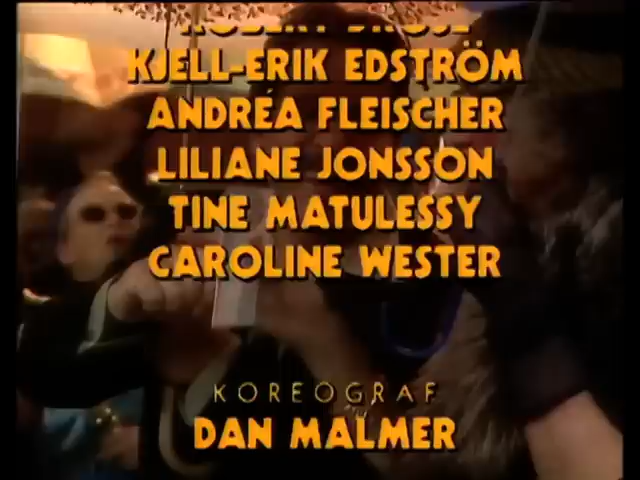 KJELL-ERIK EDSTRÖM
ANDRÉA FLEISCHER
LILIANE JONSSON
TINE MATULESSY
CAROLINE WESTER
KOREOGRAF
DAN MALMER